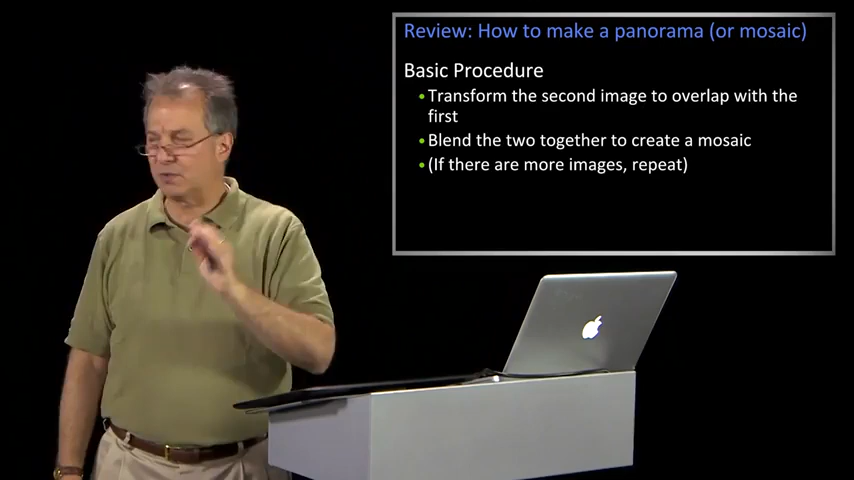 Review: How to make a panorama (or mosaic)
Basic Procedure
•Transform the second image to overlap with the
first
•Blend the two together to create a mosaic
•(If there are more images, repeat)